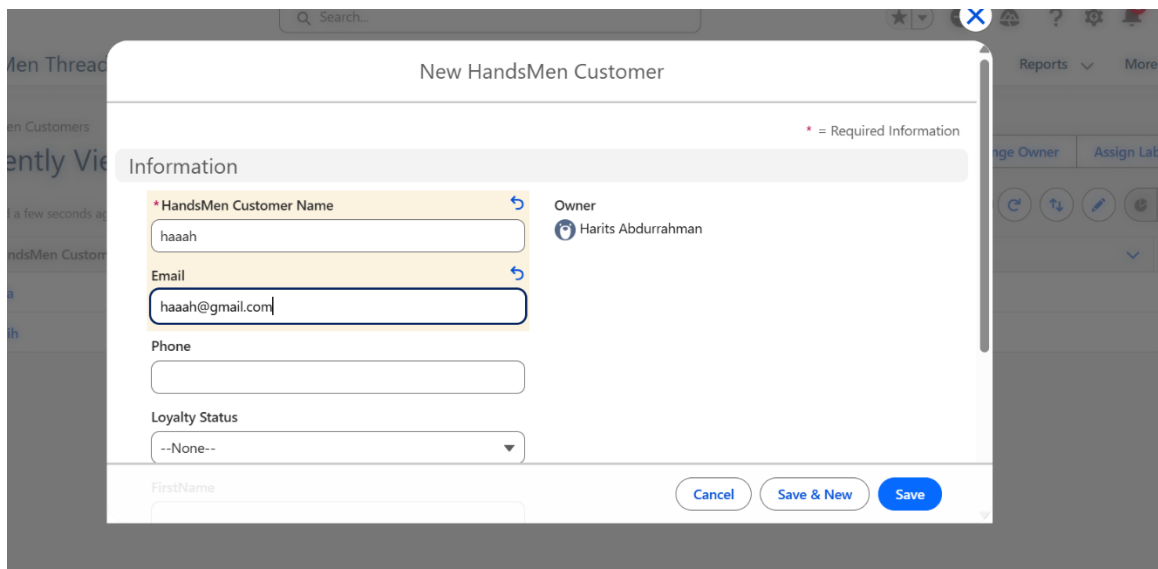 Search...
Men Thread
Reports
More
New HandsMen Customer
en Customers
* = Required Information
ently Vie
nge Owner
Assign Lab
Information
*HandsMen Customer Name
Owner
d a few seconds ag
haaah
Harits Abdurrahman
ndsMen Custom
Email
a
haaah@gmail.com
ih
Phone
Loyalty Status
--None--
FirstName
Cancel
Save & New
Save